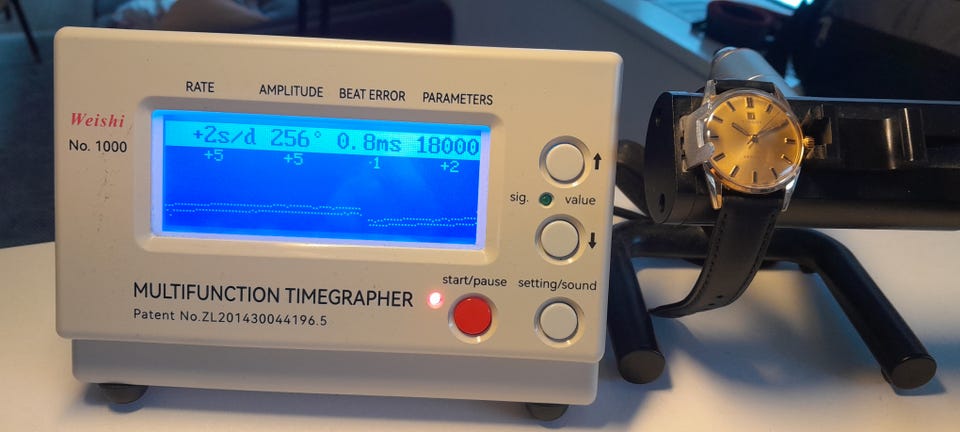 RATE AMPLITUDE BEAT ERROR PARAMETERS
Weishi
No. 1000
+2s/d 256° 0.8ms 18000
+5 +5 -1 +2
sig. value
start/pause setting/sound
MULTIFUNCTION TIMEGRAPHER
Patent No.ZL201430044196.5